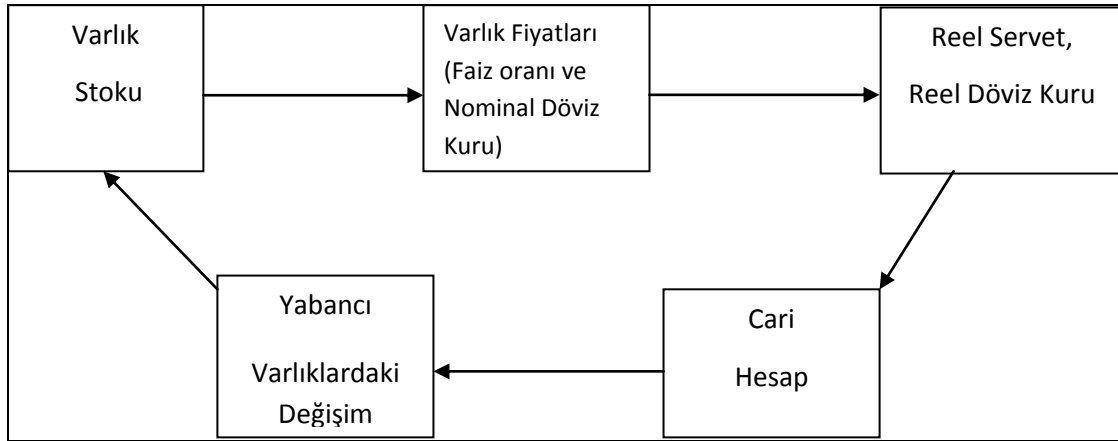 Varlık
Stoku
Varlık Fiyatları
(Faiz oranı ve
Nominal Döviz
Kuru)
Reel Servet,
Reel Döviz Kuru
Cari
Hesap
Yabancı
Varlıklardaki
Değişim